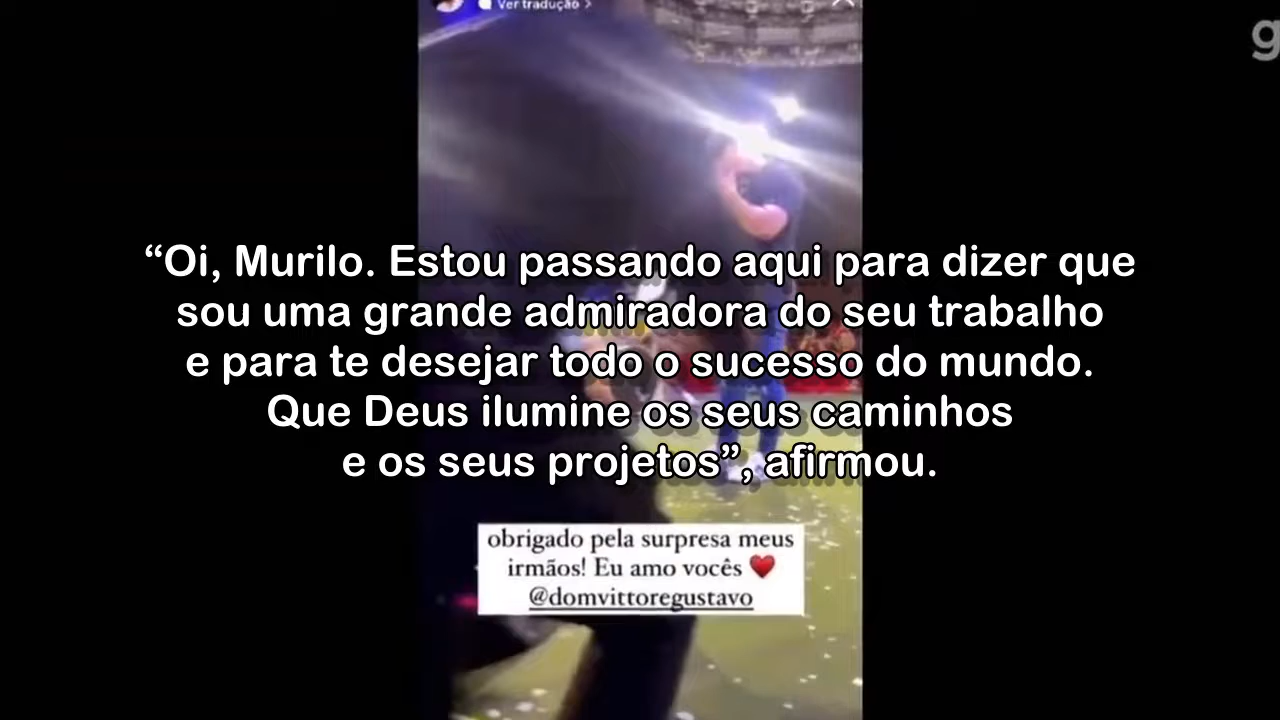 Ver tradução >
g
“Oi, Murilo. Estou passando aqui para dizer que
sou uma grande admiradora do seu trabalho
e para te desejar todo o sucesso do mundo.
Que Deus ilumine os seus caminhos
e os seus projetos”, afirmou.
obrigado pela surpresa meus
irmãos! Eu amo vocês ❤️
@domvittoregustavo